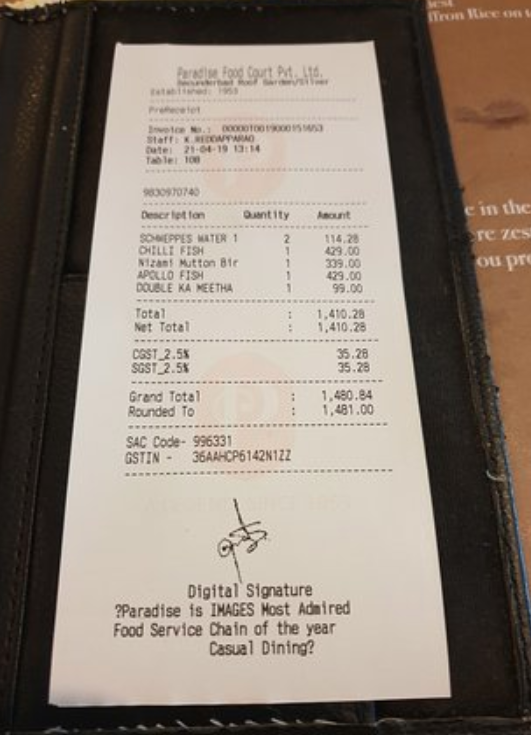 Paradise Food Court Pvt. Ltd.
Secunderbad Roof Garden/Silver
Established: 1953
PreReceipt
Invoice No.: 00000T0019000151653
Staff: K.REDDAPPARAO
Date: 21-04-19 13:14
Table: 108
9830970740
Description Quantity Amount
SCHWEPPES WATER 1 2 114.28
CHILLI FISH 1 429.00
Nizami Mutton Bir 1 339.00
APOLLO FISH 1 429.00
DOUBLE KA MEETHA 1 99.00
Total : 1,410.28
Net Total : 1,410.28
CGST_2.5% 35.28
SGST_2.5% 35.28
Grand Total : 1,480.84
Rounded To : 1,481.00
SAC Code- 996331
GSTIN - 36AAHCP6142N1ZZ
Digital Signature
?Paradise is IMAGES Most Admired
Food Service Chain of the year
Casual Dining?
ffron Rice on
e in the
re zes
ou pre